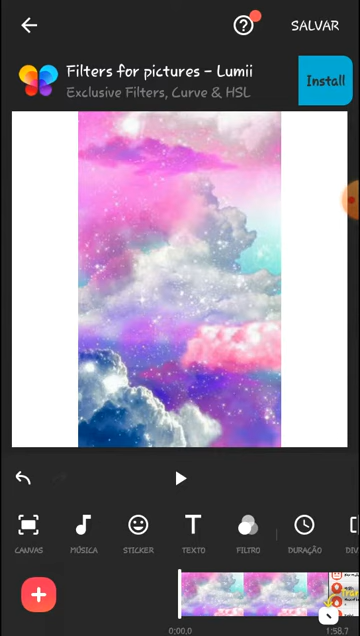 SALVAR
Filters for pictures – Lumii
Exclusive Filters, Curve & HSL
Install
CANVAS
MÚSICA
STICKER
TEXTO
FILTRO
DURAÇÃO
DIV
0:00,0
1:58,?